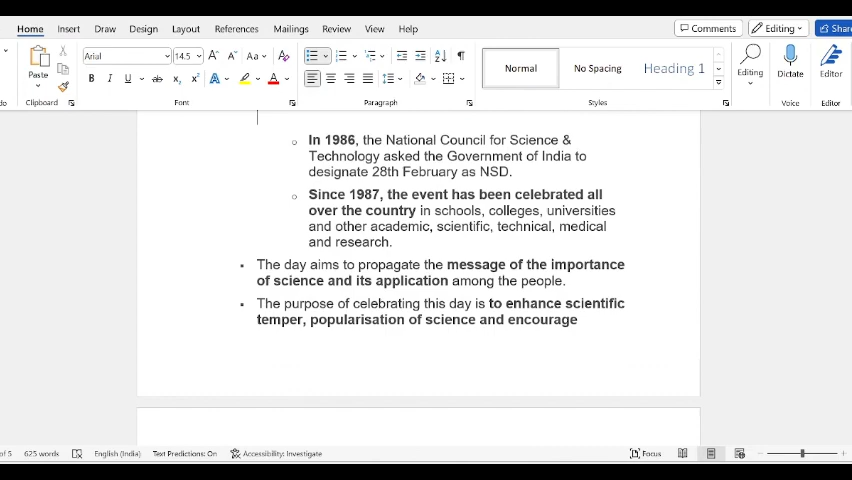 Home Insert Draw Design Layout References Mailings Review View Help Comments Editing Share
Arial 14.5 Aa Normal No Spacing Heading 1
Paste Editing Dictate Editor
B I U ab x₂ x² A A
Clipboard Font Paragraph Styles Voice Editor
In 1986, the National Council for Science &
Technology asked the Government of India to
designate 28th February as NSD.
Since 1987, the event has been celebrated all
over the country in schools, colleges, universities
and other academic, scientific, technical, medical
and research.
The day aims to propagate the message of the importance
of science and its application among the people.
The purpose of celebrating this day is to enhance scientific
temper, popularisation of science and encourage
of 5 625 words English (India) Text Predictions: On Accessibility: Investigate Focus